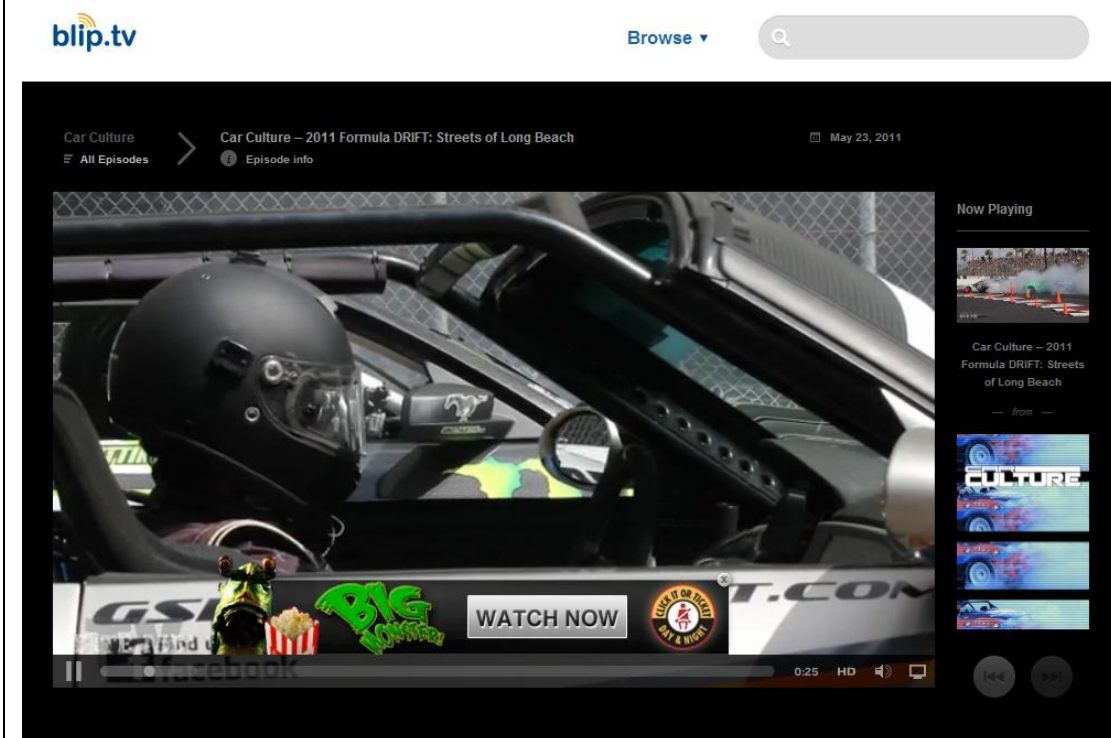 blip.tv
Browse
Car Culture
All Episodes
Car Culture – 2011 Formula DRIFT: Streets of Long Beach
Episode info
May 23, 2011
Now Playing
Car Culture – 2011
Formula DRIFT: Streets
of Long Beach
— from —
CULTURE
T.COM
BIG
MONSTER!
WATCH NOW
CLICK IT OR TICKET
DAY & NIGHT
facebook
0:25 HD